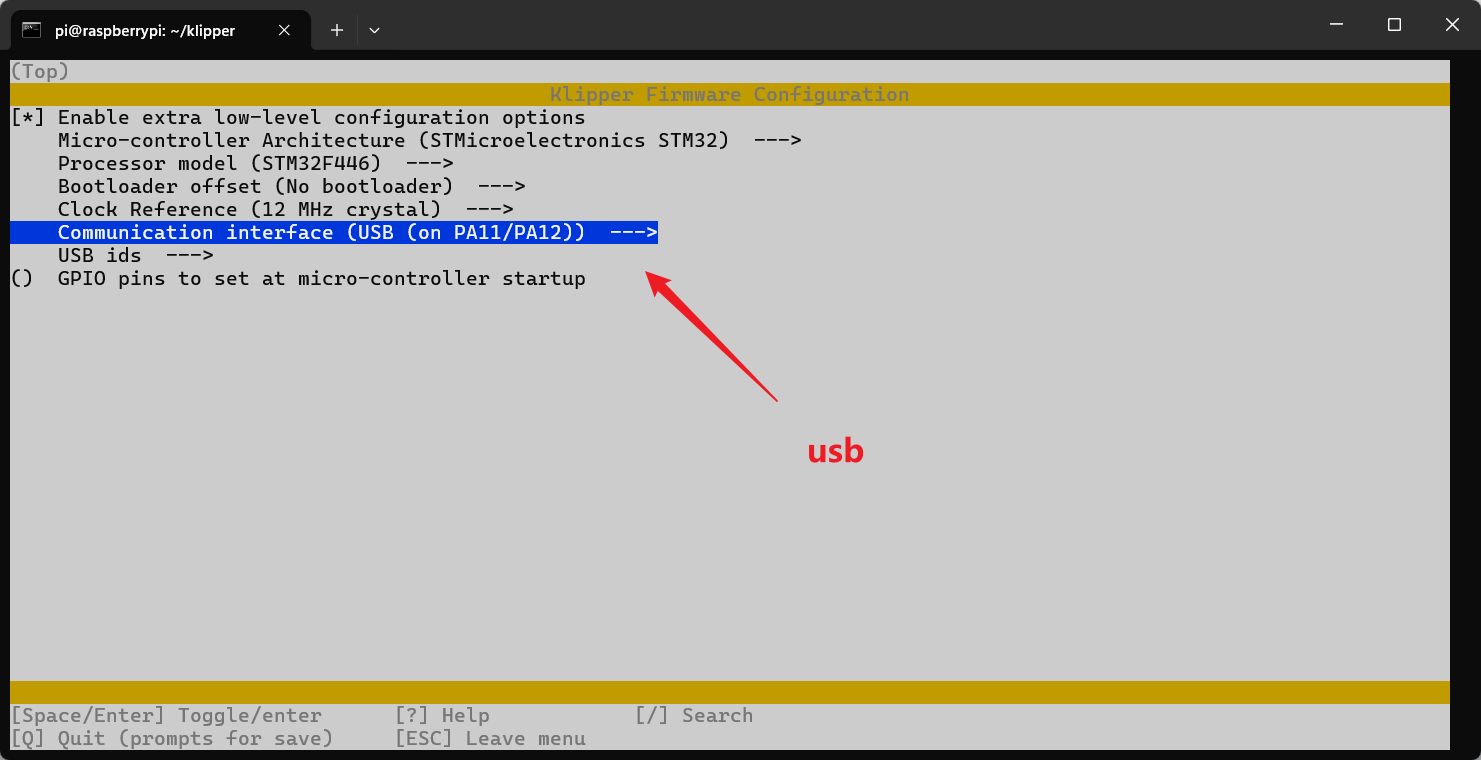 pi@raspberrypi: ~/klipper
(Top)
Klipper Firmware Configuration
[*] Enable extra low-level configuration options
Micro-controller Architecture (STMicroelectronics STM32)  --->
Processor model (STM32F446)  --->
Bootloader offset (No bootloader)  --->
Clock Reference (12 MHz crystal)  --->
Communication interface (USB (on PA11/PA12))  --->
USB ids  --->
()  GPIO pins to set at micro-controller startup
usb
[Space/Enter] Toggle/enter      [?] Help            [/] Search
[Q] Quit (prompts for save)     [ESC] Leave menu